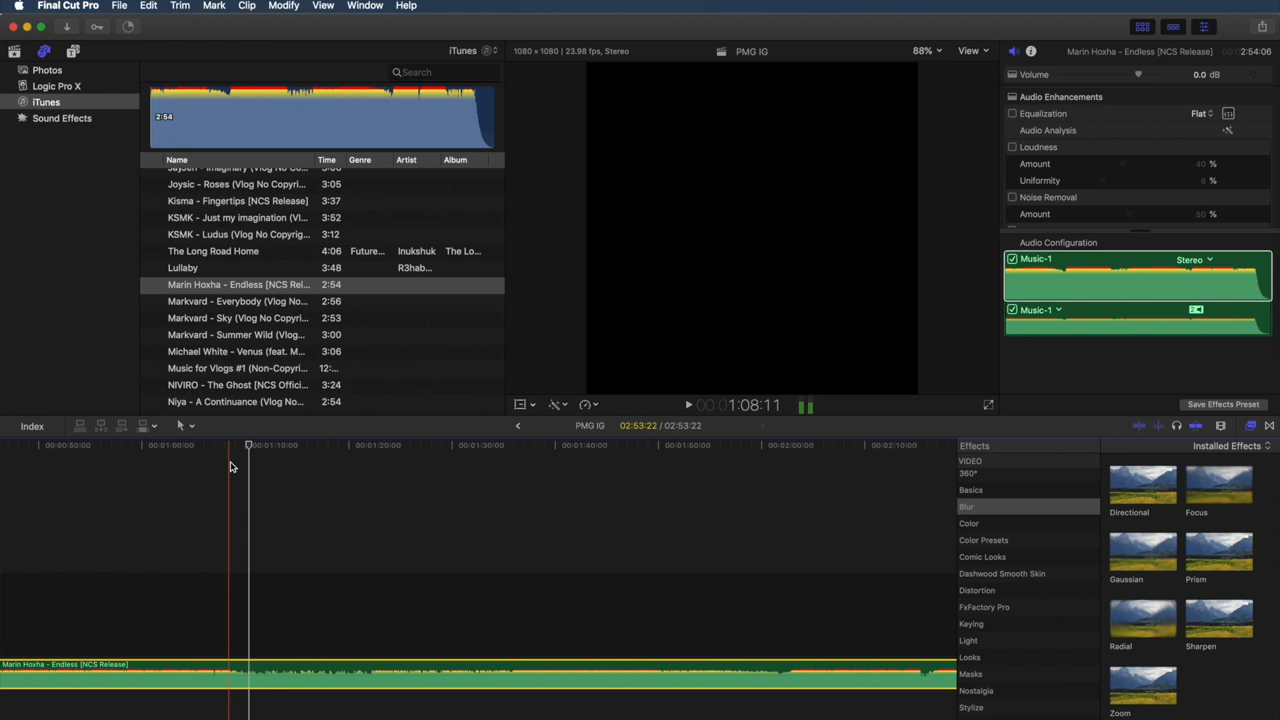 Final Cut Pro File Edit Trim Mark Clip Modify View Window Help
iTunes
1080 × 1080 | 23.98 fps, Stereo
PMG IG
88%
View
Marin Hoxha - Endless [NCS Release]
2:54:06
Photos
Logic Pro X
iTunes
Sound Effects
Search
2:54
Name Time Genre Artist Album
Joysic - Roses (Vlog No Copyri... 3:05
Kisma - Fingertips [NCS Release] 3:37
KSMK - Just my imagination (Vl... 3:52
KSMK - Ludus (Vlog No Copyrig... 3:12
The Long Road Home 4:06 Future... Inukshuk The Lo...
Lullaby 3:48 R3hab...
Marin Hoxha - Endless [NCS Rel... 2:54
Markvard - Everybody (Vlog No... 2:56
Markvard - Sky (Vlog No Copyri... 2:53
Markvard - Summer Wild (Vlog... 3:00
Michael White - Venus (feat. M... 3:06
Music for Vlogs #1 (Non-Copyri... 12:...
NIVIRO - The Ghost [NCS Offici... 3:24
Niya - A Continuance (Vlog No... 2:54
00:00 1:08:11
Volume 0.0 dB
Audio Enhancements
Equalization Flat
Audio Analysis
Loudness
Amount 40 %
Uniformity 6 %
Noise Removal
Amount 50 %
Audio Configuration
Music-1 Stereo
Music-1 2
Save Effects Preset
Index
PMG IG 02:53:22 / 02:53:22
00:00:50:00 00:01:00:00 00:01:10:00 00:01:20:00 00:01:30:00 00:01:40:00 00:01:50:00 00:02:00:00 00:02:10:00
Marin Hoxha - Endless [NCS Release]
Effects
Installed Effects
VIDEO
360°
Basics
Blur
Color
Color Presets
Comic Looks
Dashwood Smooth Skin
Distortion
FxFactory Pro
Keying
Light
Looks
Masks
Nostalgia
Stylize
Directional Focus
Gaussian Prism
Radial Sharpen
Zoom